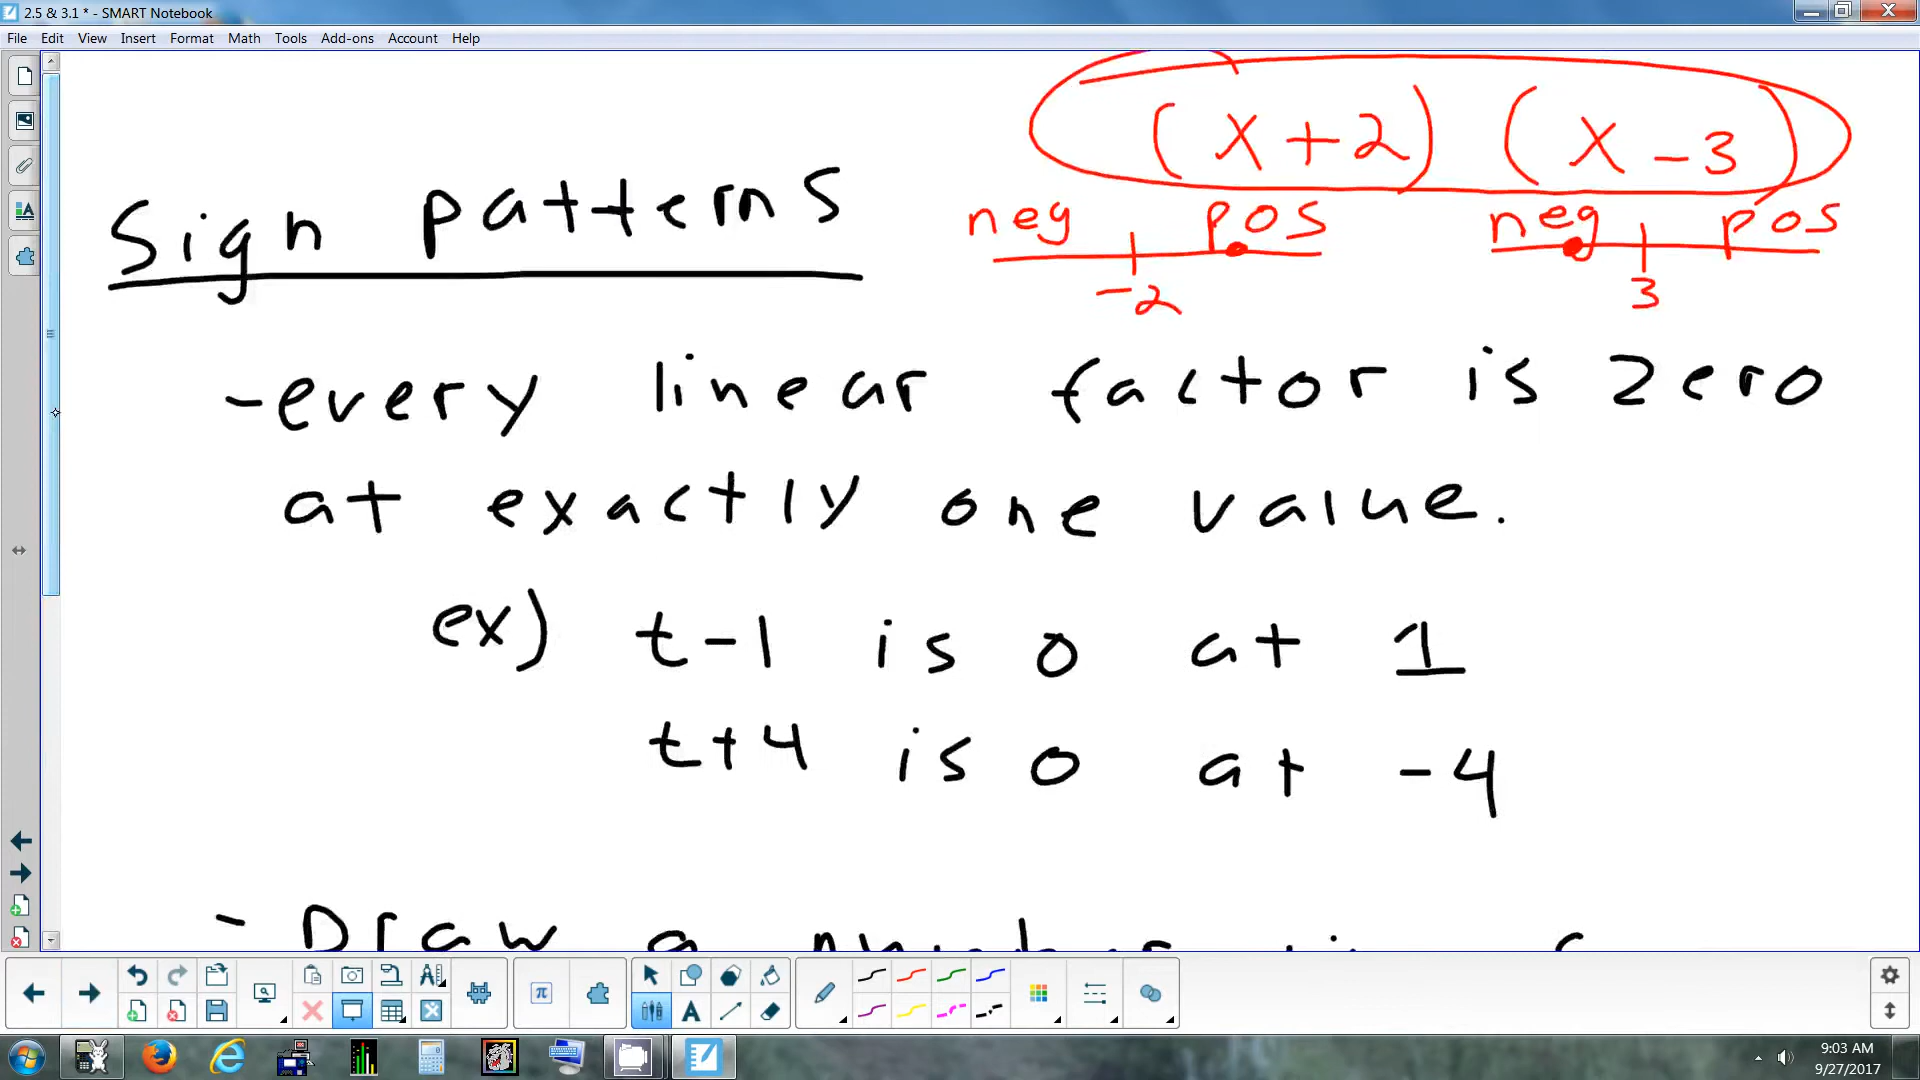 2.5 & 3.1 * - SMART Notebook
File Edit View Insert Format Math Tools Add-ons Account Help
(x+2) (x-3)
Sign patterns
neg pos neg pos
-2 3
-every linear factor is zero
at exactly one value.
ex) t-1 is 0 at 1
t+4 is 0 at -4
- Draw a number
9:03 AM
9/27/2017